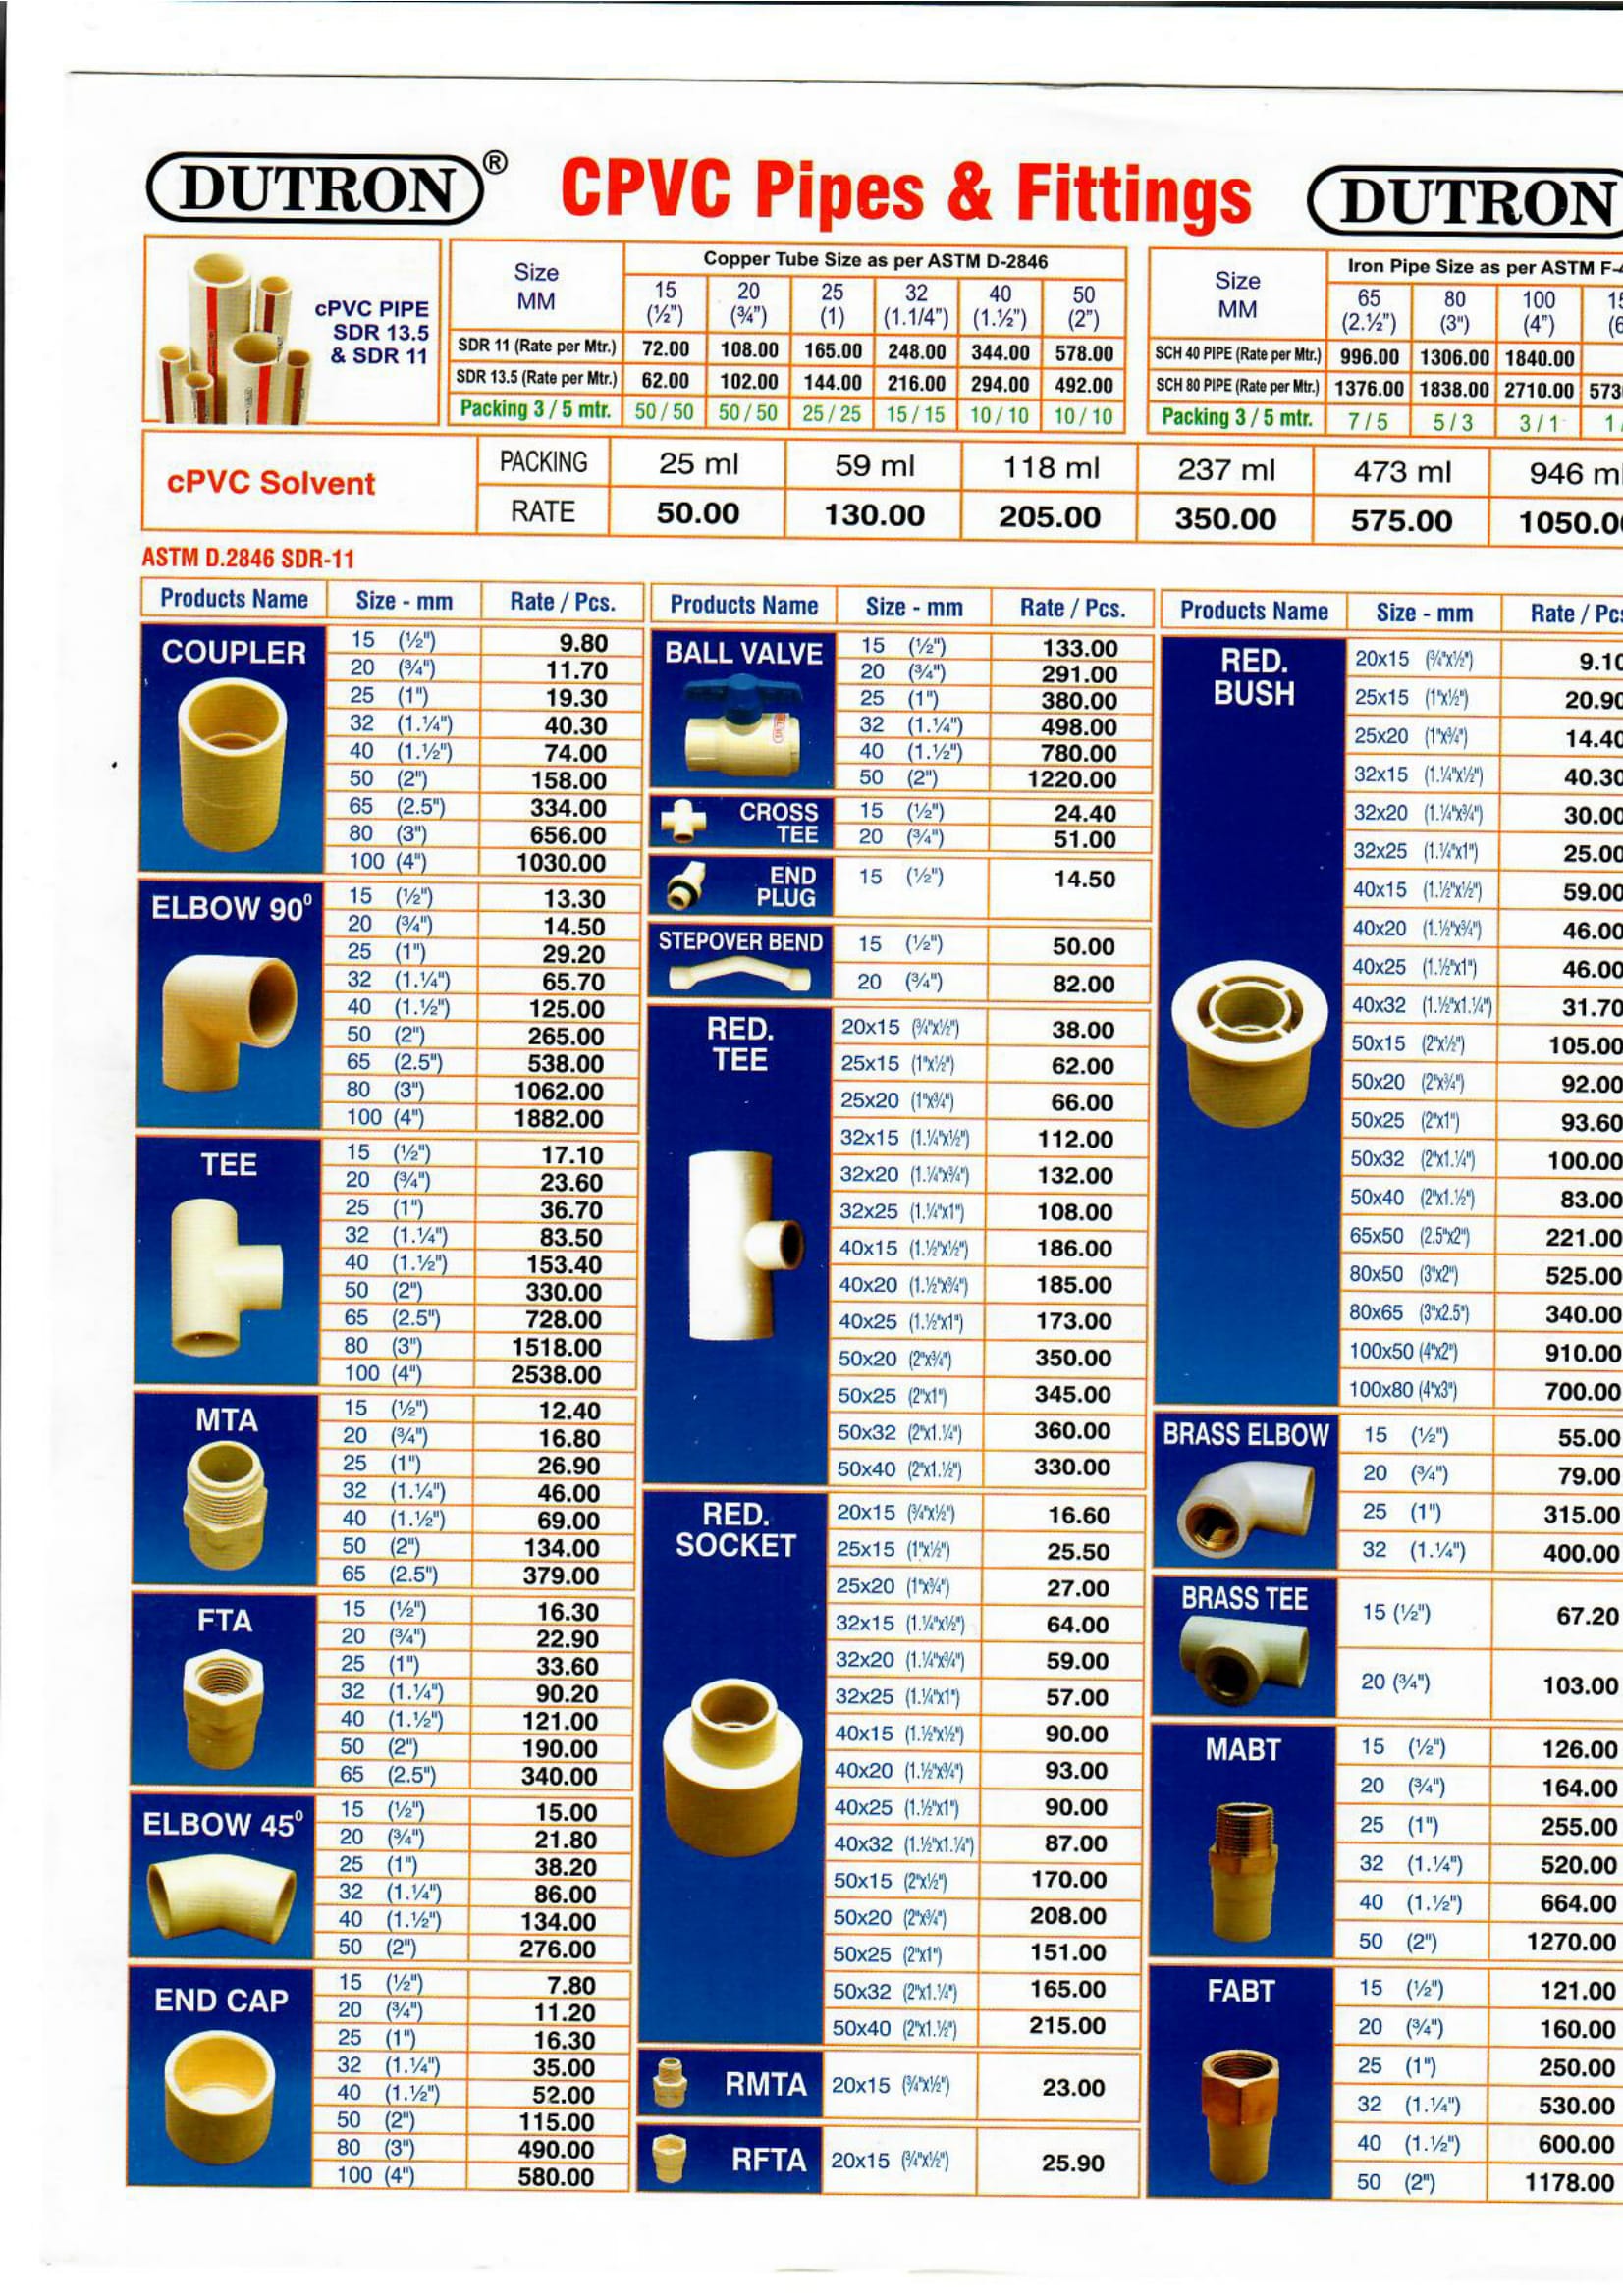 DUTRON®
CPVC Pipes & Fittings
DUTRON
cPVC PIPE
SDR 13.5
& SDR 11
Size MM
Copper Tube Size as per ASTM D-2846
15 (½") 20 (¾") 25 (1) 32 (1.1/4") 40 (1.½") 50 (2")
SDR 11 (Rate per Mtr.) 72.00 108.00 165.00 248.00 344.00 578.00
SDR 13.5 (Rate per Mtr.) 62.00 102.00 144.00 216.00 294.00 492.00
Packing 3 / 5 mtr. 50 / 50 50 / 50 25 / 25 15 / 15 10 / 10 10 / 10
Size MM
Iron Pipe Size as per ASTM
65 (2.½") 80 (3") 100 (4")
SCH 40 PIPE (Rate per Mtr.) 996.00 1306.00 1840.00
SCH 80 PIPE (Rate per Mtr.) 1376.00 1838.00 2710.00
Packing 3 / 5 mtr. 7 / 5 5 / 3 3 / 1
cPVC Solvent
PACKING 25 ml 59 ml 118 ml 237 ml 473 ml 946 ml
RATE 50.00 130.00 205.00 350.00 575.00 1050.00
ASTM D.2846 SDR-11
Products Name Size - mm Rate / Pcs.
COUPLER
15 (½") 9.80
20 (¾") 11.70
25 (1") 19.30
32 (1.¼") 40.30
40 (1.½") 74.00
50 (2") 158.00
65 (2.5") 334.00
80 (3") 656.00
100 (4") 1030.00
ELBOW 90°
15 (½") 13.30
20 (¾") 14.50
25 (1") 29.20
32 (1.¼") 65.70
40 (1.½") 125.00
50 (2") 265.00
65 (2.5") 538.00
80 (3") 1062.00
100 (4") 1882.00
TEE
15 (½") 17.10
20 (¾") 23.60
25 (1") 36.70
32 (1.¼") 83.50
40 (1.½") 153.40
50 (2") 330.00
65 (2.5") 728.00
80 (3") 1518.00
100 (4") 2538.00
MTA
15 (½") 12.40
20 (¾") 16.80
25 (1") 26.90
32 (1.¼") 46.00
40 (1.½") 69.00
50 (2") 134.00
65 (2.5") 379.00
FTA
15 (½") 16.30
20 (¾") 22.90
25 (1") 33.60
32 (1.¼") 90.20
40 (1.½") 121.00
50 (2") 190.00
65 (2.5") 340.00
ELBOW 45°
15 (½") 15.00
20 (¾") 21.80
25 (1") 38.20
32 (1.¼") 86.00
40 (1.½") 134.00
50 (2") 276.00
END CAP
15 (½") 7.80
20 (¾") 11.20
25 (1") 16.30
32 (1.¼") 35.00
40 (1.½") 52.00
50 (2") 115.00
80 (3") 490.00
100 (4") 580.00
Products Name Size - mm Rate / Pcs.
BALL VALVE
15 (½") 133.00
20 (¾") 291.00
25 (1") 380.00
32 (1.¼") 498.00
40 (1.½") 780.00
50 (2") 1220.00
CROSS TEE
15 (½") 24.40
20 (¾") 51.00
END PLUG
15 (½") 14.50
STEPOVER BEND
15 (½") 50.00
20 (¾") 82.00
RED. TEE
20x15 (¾"x½") 38.00
25x15 (1"x½") 62.00
25x20 (1"x¾") 66.00
32x15 (1.¼"x½") 112.00
32x20 (1.¼"x¾") 132.00
32x25 (1.¼"x1") 108.00
40x15 (1.½"x½") 186.00
40x20 (1.½"x¾") 185.00
40x25 (1.½"x1") 173.00
50x20 (2"x¾") 350.00
50x25 (2"x1") 345.00
50x32 (2"x1.¼") 360.00
50x40 (2"x1.½") 330.00
RED. SOCKET
20x15 (¾"x½") 16.60
25x15 (1"x½") 25.50
25x20 (1"x¾") 27.00
32x15 (1.¼"x½") 64.00
32x20 (1.¼"x¾") 59.00
32x25 (1.¼"x1") 57.00
40x15 (1.½"x½") 90.00
40x20 (1.½"x¾") 93.00
40x25 (1.½"x1") 90.00
40x32 (1.½"x1.¼") 87.00
50x15 (2"x½") 170.00
50x20 (2"x¾") 208.00
50x25 (2"x1") 151.00
50x32 (2"x1.¼") 165.00
50x40 (2"x1.½") 215.00
RMTA 20x15 (¾"x½") 23.00
RFTA 20x15 (¾"x½") 25.90
Products Name Size - mm Rate / Pcs
RED. BUSH
20x15 (¾"x½") 9.10
25x15 (1"x½") 20.90
25x20 (1"x¾") 14.40
32x15 (1.¼"x½") 40.30
32x20 (1.¼"x¾") 30.00
32x25 (1.¼"x1") 25.00
40x15 (1.½"x½") 59.00
40x20 (1.½"x¾") 46.00
40x25 (1.½"x1") 46.00
40x32 (1.½"x1.¼") 31.70
50x15 (2"x½") 105.00
50x20 (2"x¾") 92.00
50x25 (2"x1") 93.60
50x32 (2"x1.¼") 100.00
50x40 (2"x1.½") 83.00
65x50 (2.5"x2") 221.00
80x50 (3"x2") 525.00
80x65 (3"x2.5") 340.00
100x50 (4"x2") 910.00
100x80 (4"x3") 700.00
BRASS ELBOW
15 (½") 55.00
20 (¾") 79.00
25 (1") 315.00
32 (1.¼") 400.00
BRASS TEE
15 (½") 67.20
20 (¾") 103.00
MABT
15 (½") 126.00
20 (¾") 164.00
25 (1") 255.00
32 (1.¼") 520.00
40 (1.½") 664.00
50 (2") 1270.00
FABT
15 (½") 121.00
20 (¾") 160.00
25 (1") 250.00
32 (1.¼") 530.00
40 (1.½") 600.00
50 (2") 1178.00